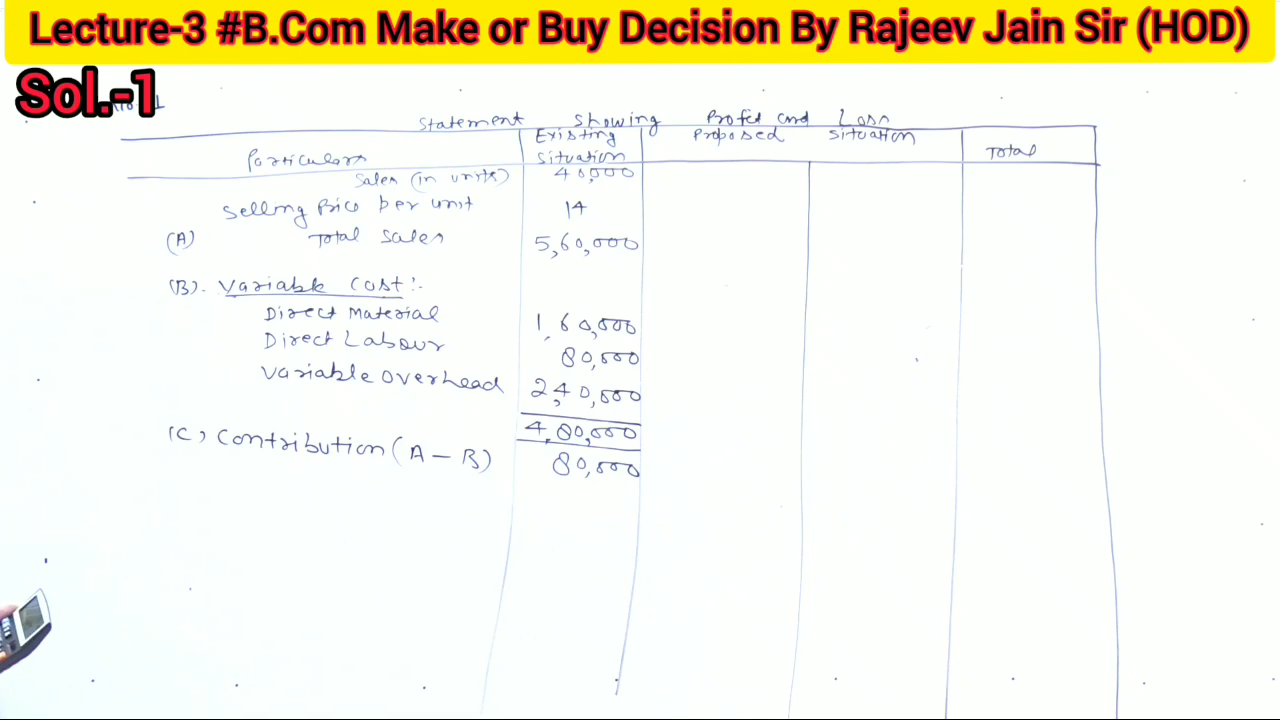 Lecture-3 #B.Com Make or Buy Decision By Rajeev Jain Sir (HOD)
Sol.-1
Statement Showing Profit and Loss
Particulars Existing Situation Proposed Situation Total
Sales (in units) 40,000
Selling Price per unit 14
(A) Total Sales 5,60,000
(B). Variable Cost :-
Direct Material 1,60,000
Direct Labour 80,000
Variable Overhead 2,40,000
4,80,000
(C) Contribution (A - B) 80,000